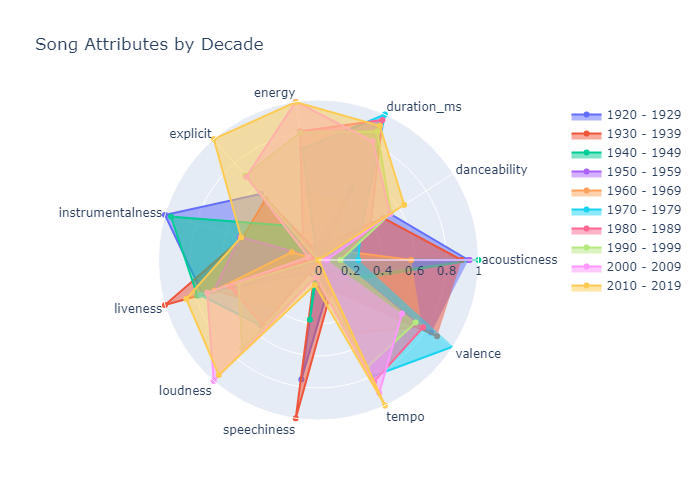 Song Attributes by Decade
energy
duration_ms
explicit
danceability
instrumentalness
acousticness
0 0.2 0.4 0.6 0.8 1
liveness
valence
loudness
tempo
speechiness
1920 - 1929
1930 - 1939
1940 - 1949
1950 - 1959
1960 - 1969
1970 - 1979
1980 - 1989
1990 - 1999
2000 - 2009
2010 - 2019